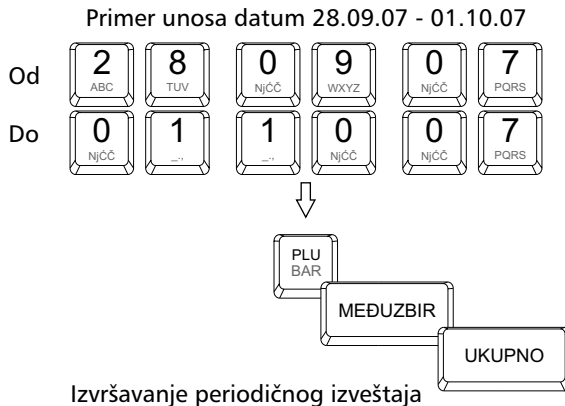 Primer unosa datum 28.09.07 - 01.10.07
Od 2 ABC 8 TUV 0 NjĆČ 9 WXYZ 0 NjĆČ 7 PQRS
Do 0 NjĆČ 1 _., 1 _., 0 NjĆČ 0 NjĆČ 7 PQRS
PLU
BAR
MEĐUZBIR
UKUPNO
Izvršavanje periodičnog izveštaja